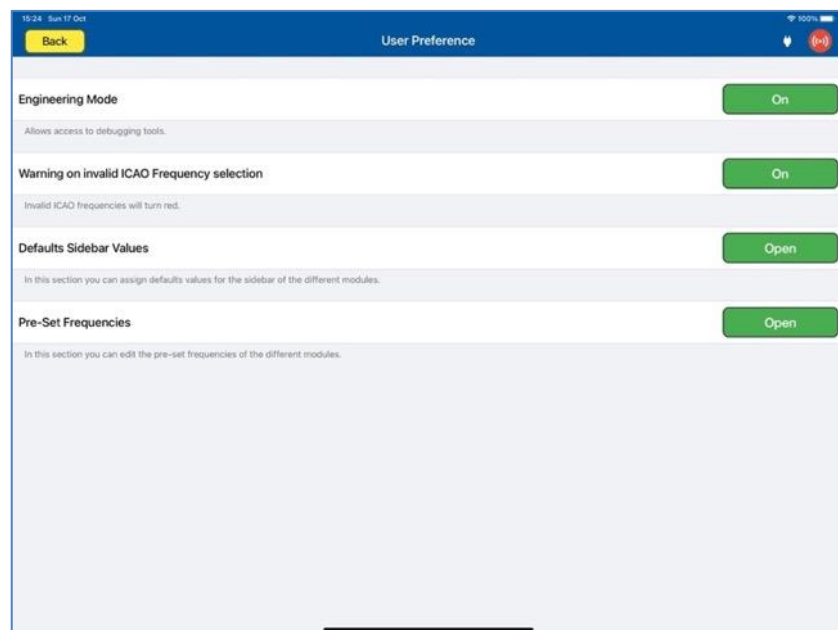 15:24 Sun 17 Oct 100%
Back User Preference
Engineering Mode On
Allows access to debugging tools.
Warning on invalid ICAO Frequency selection On
Invalid ICAO frequencies will turn red.
Defaults Sidebar Values Open
In this section you can assign defaults values for the sidebar of the different modules.
Pre-Set Frequencies Open
In this section you can edit the pre-set frequencies of the different modules.